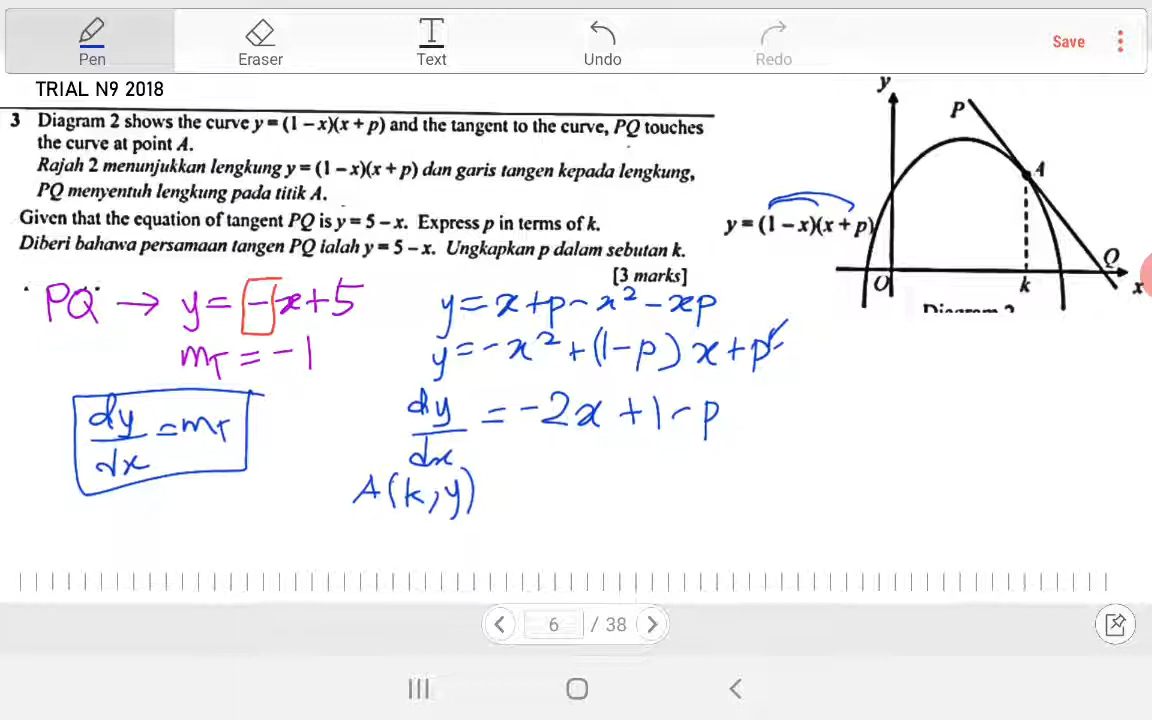 Pen
Eraser
Text
Undo
Redo
Save
TRIAL N9 2018
3 Diagram 2 shows the curve y = (1 – x)(x + p) and the tangent to the curve, PQ touches
the curve at point A.
Rajah 2 menunjukkan lengkung y = (1 – x)(x + p) dan garis tangen kepada lengkung,
PQ menyentuh lengkung pada titik A.
Given that the equation of tangent PQ is y = 5 – x. Express p in terms of k.
Diberi bahawa persamaan tangen PQ ialah y = 5 – x. Ungkapkan p dalam sebutan k.
[3 marks]
y
P
A
y = (1 – x)(x + p)
Q
O
k
x
PQ → y = -x + 5
m_T = -1
dy/dx = m_T
y = x + p - x² - xp
y = -x² + (1-p)x + p
dy/dx = -2x + 1 - p
A(k, y)
6 / 38